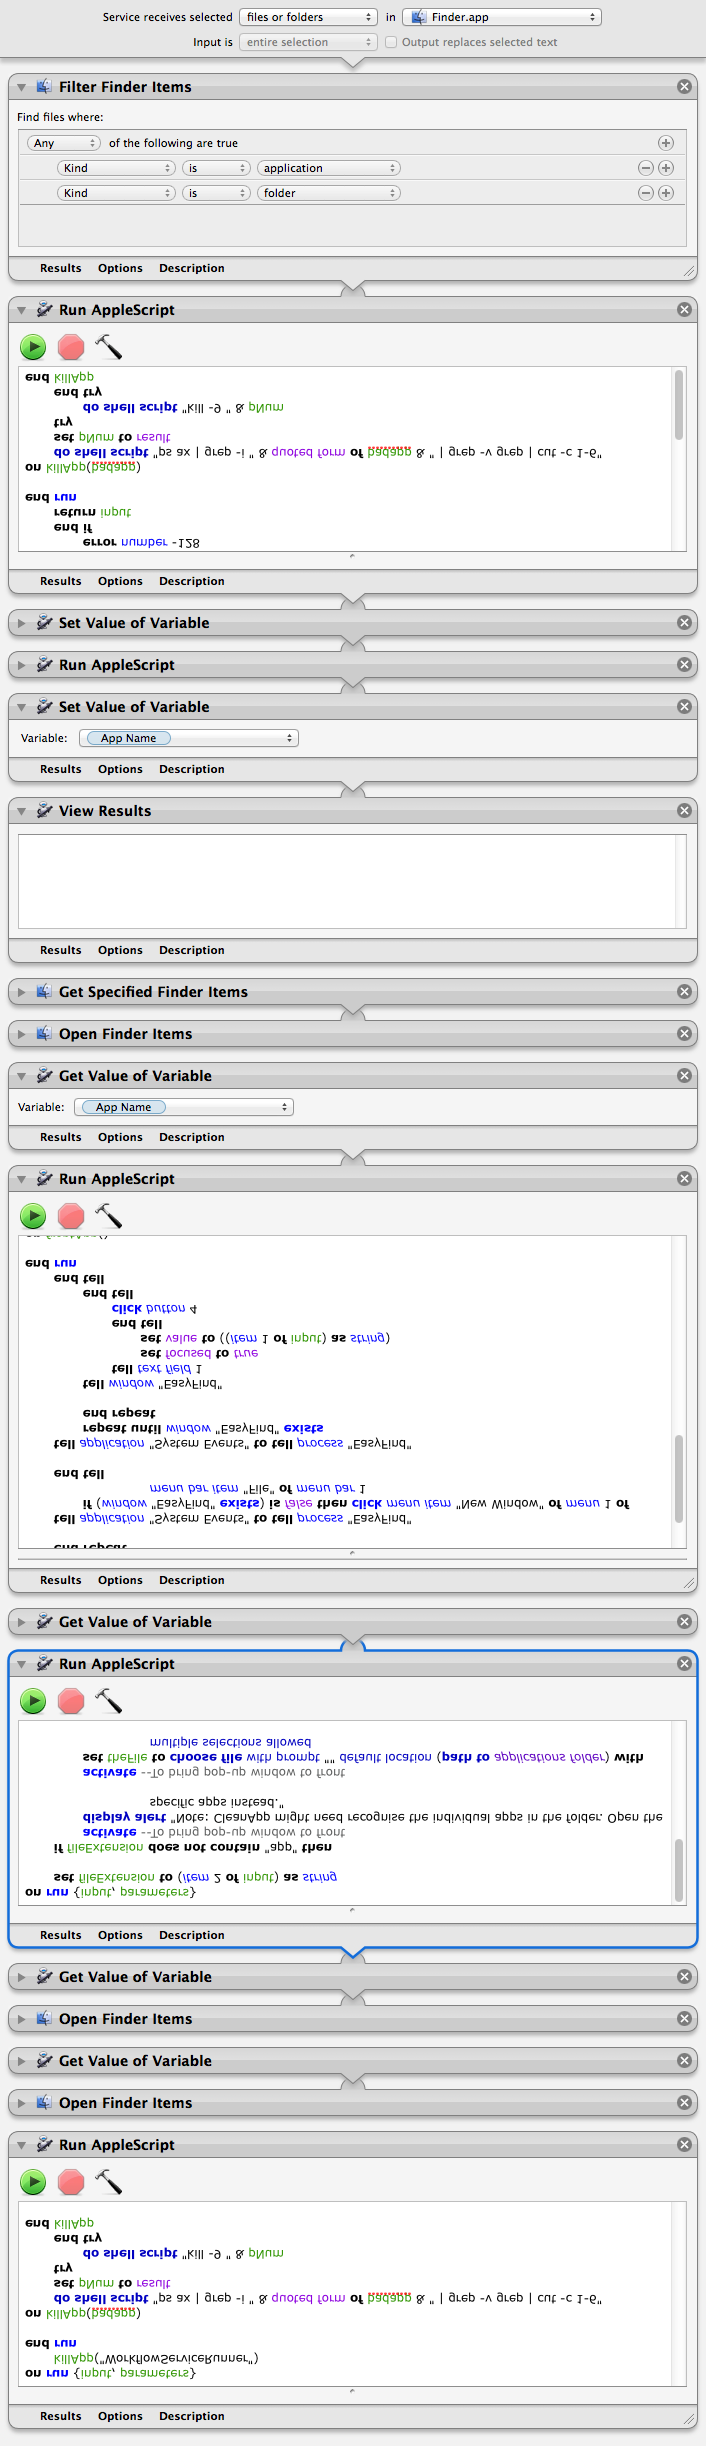 Service receives selected files or folders in Finder.app
Input is entire selection Output replaces selected text
Filter Finder Items
Find files where:
Any of the following are true
Kind is application
Kind is folder
Results Options Description
Run AppleScript
error number -128
end if
return input
end run
on killApp(badapp)
do shell script "ps ax | grep -i " & quoted form of badapp & " | grep -v grep | cut -c 1-6"
set pNum to result
try
do shell script "kill -9 " & pNum
end try
end killApp
Results Options Description
Set Value of Variable
Run AppleScript
Set Value of Variable
Variable: App Name
Results Options Description
View Results
Results Options Description
Get Specified Finder Items
Open Finder Items
Get Value of Variable
Variable: App Name
Results Options Description
Run AppleScript
tell application "System Events" to tell process "EasyFind"
if (window "EasyFind" exists) is false then click menu item "New Window" of menu 1 of
menu bar item "File" of menu bar 1
end tell
tell application "System Events" to tell process "EasyFind"
repeat until window "EasyFind" exists
end repeat
tell window "EasyFind"
tell text field 1
set focused to true
set value to ((item 1 of input) as string)
end tell
click button 4
end tell
end tell
end run
Results Options Description
Get Value of Variable
Run AppleScript
on run {input, parameters}
set fileExtension to (item 2 of input) as string
if fileExtension does not contain "app" then
activate --To bring pop-up window to front
display alert "Note: CleanApp might need recognise the individual apps in the folder. Open the
specific apps instead."
activate --To bring pop-up window to front
set theFile to choose file with prompt "" default location (path to applications folder) with
multiple selections allowed
Results Options Description
Get Value of Variable
Open Finder Items
Get Value of Variable
Open Finder Items
Run AppleScript
on run {input, parameters}
killApp("WorkflowServiceRunner")
end run
on killApp(badapp)
do shell script "ps ax | grep -i " & quoted form of badapp & " | grep -v grep | cut -c 1-6"
set pNum to result
try
do shell script "kill -9 " & pNum
end try
end killApp
Results Options Description